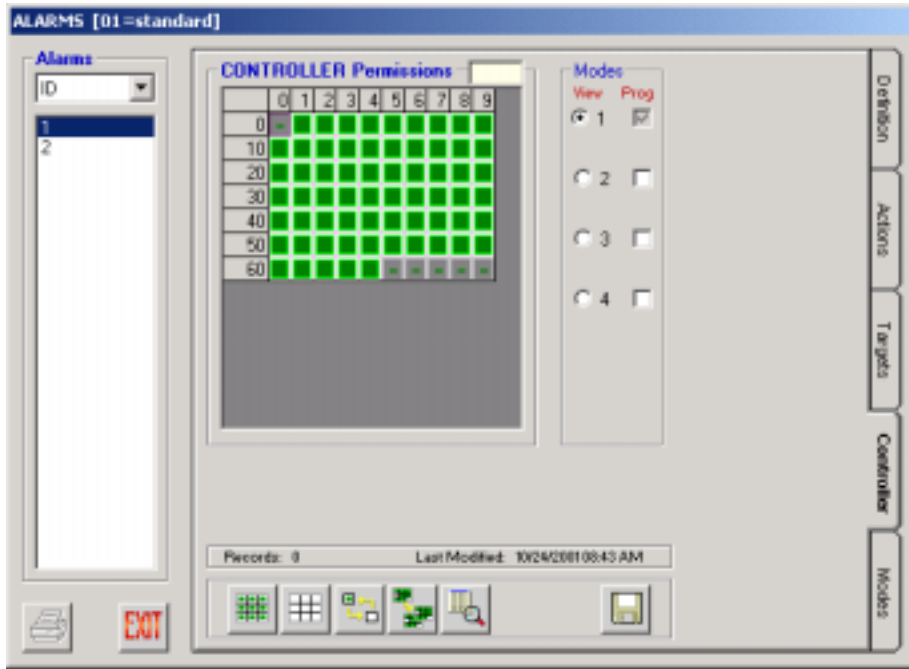 ALARMS [01=standard]
Alarms
ID
1
2
CONTROLLER Permissions
0 1 2 3 4 5 6 7 8 9
0
10
20
30
40
50
60
Modes
View Prog
1
2
3
4
Records: 0 Last Modified: 10/24/2001 08:43 AM
EXIT
Definition
Actions
Targets
Controller
Modes